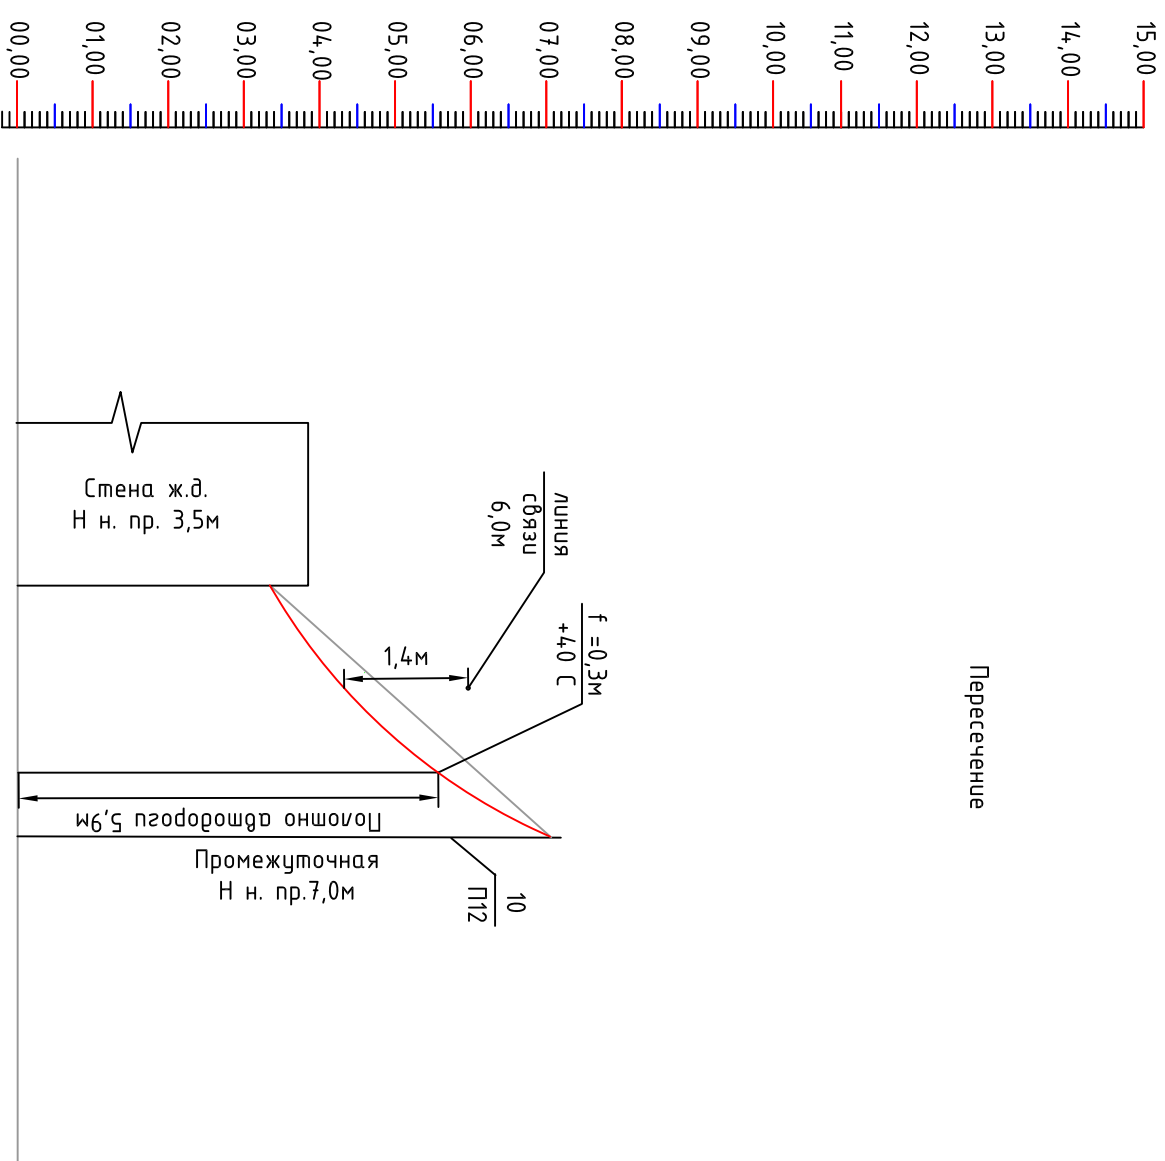 00,00
01,00
02,00
03,00
04,00
05,00
06,00
07,00
08,00
09,00
10,00
11,00
12,00
13,00
14,00
15,00
Стена ж.д.
Н н. пр. 3,5м
линия
связи
6,0м
f =0,3м
+40 С
1,4м
Пересечение
Полотно автодороги 5,9м
Промежуточная
Н н. пр.7,0м
10
П12